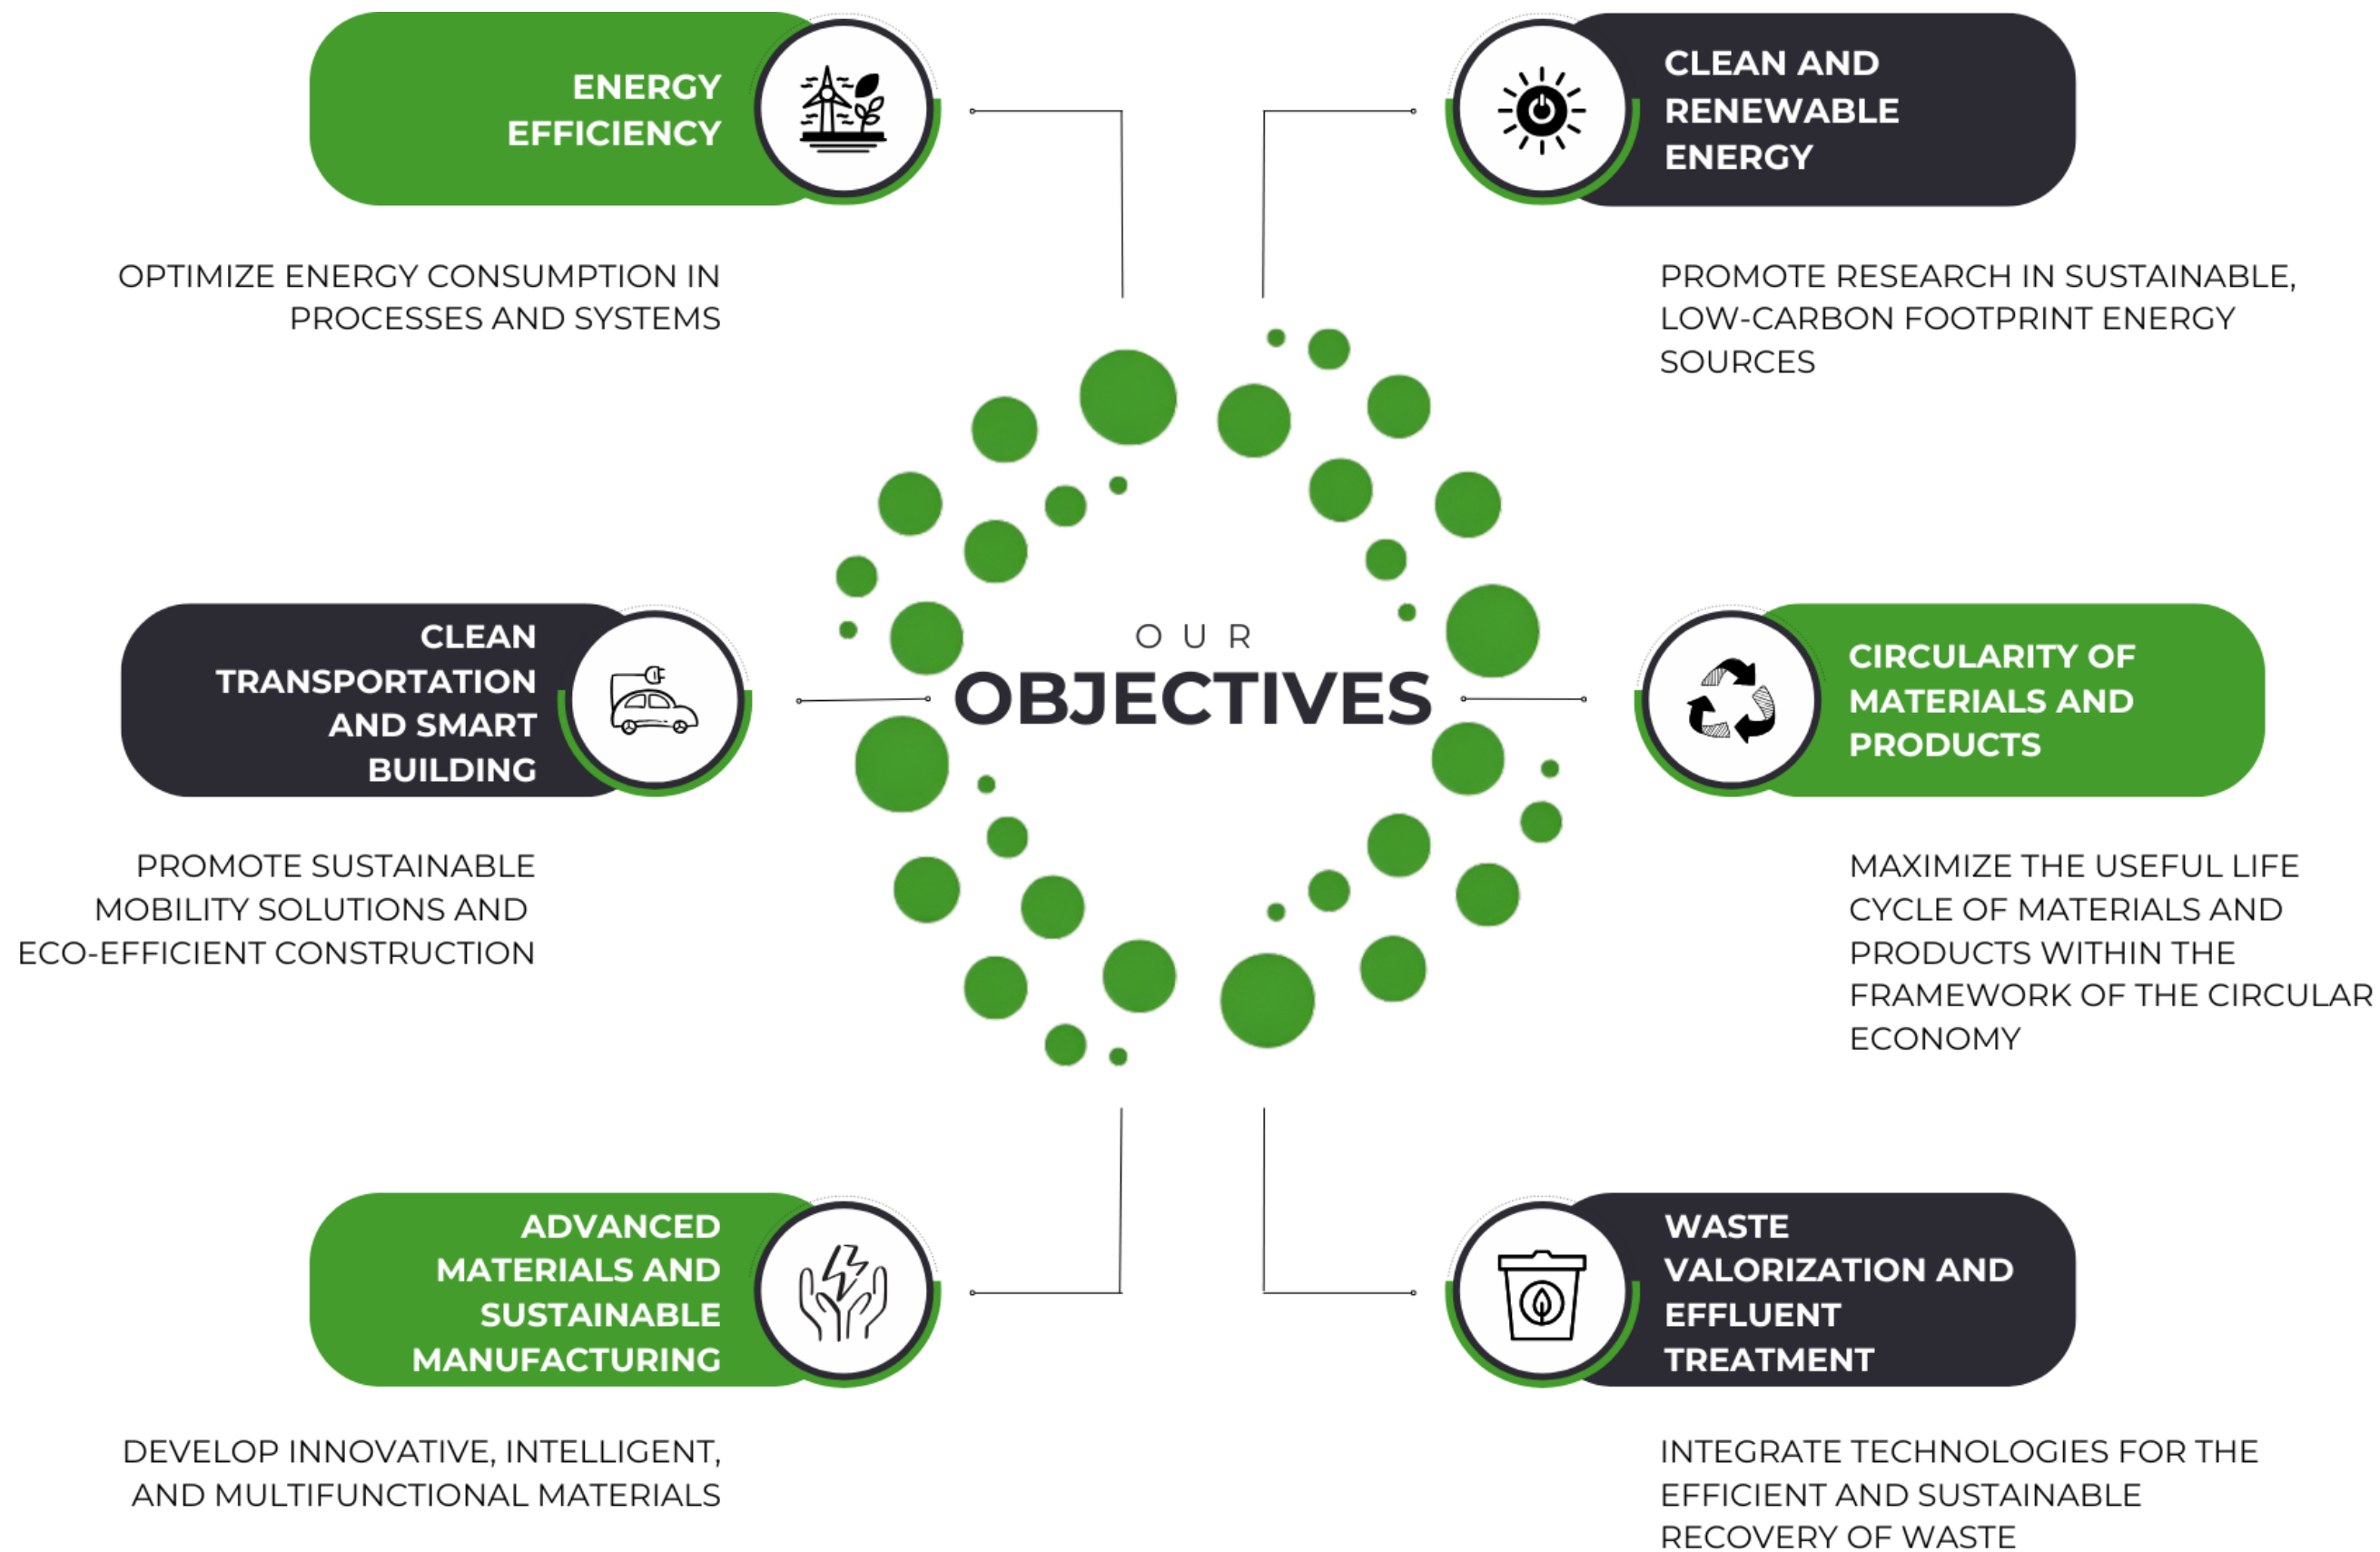 ENERGY
EFFICIENCY
OPTIMIZE ENERGY CONSUMPTION IN
PROCESSES AND SYSTEMS
CLEAN AND
RENEWABLE
ENERGY
PROMOTE RESEARCH IN SUSTAINABLE,
LOW-CARBON FOOTPRINT ENERGY
SOURCES
CLEAN
TRANSPORTATION
AND SMART
BUILDING
PROMOTE SUSTAINABLE
MOBILITY SOLUTIONS AND
ECO-EFFICIENT CONSTRUCTION
OUR
OBJECTIVES
CIRCULARITY OF
MATERIALS AND
PRODUCTS
MAXIMIZE THE USEFUL LIFE
CYCLE OF MATERIALS AND
PRODUCTS WITHIN THE
FRAMEWORK OF THE CIRCULAR
ECONOMY
ADVANCED
MATERIALS AND
SUSTAINABLE
MANUFACTURING
DEVELOP INNOVATIVE, INTELLIGENT,
AND MULTIFUNCTIONAL MATERIALS
WASTE
VALORIZATION AND
EFFLUENT
TREATMENT
INTEGRATE TECHNOLOGIES FOR THE
EFFICIENT AND SUSTAINABLE
RECOVERY OF WASTE